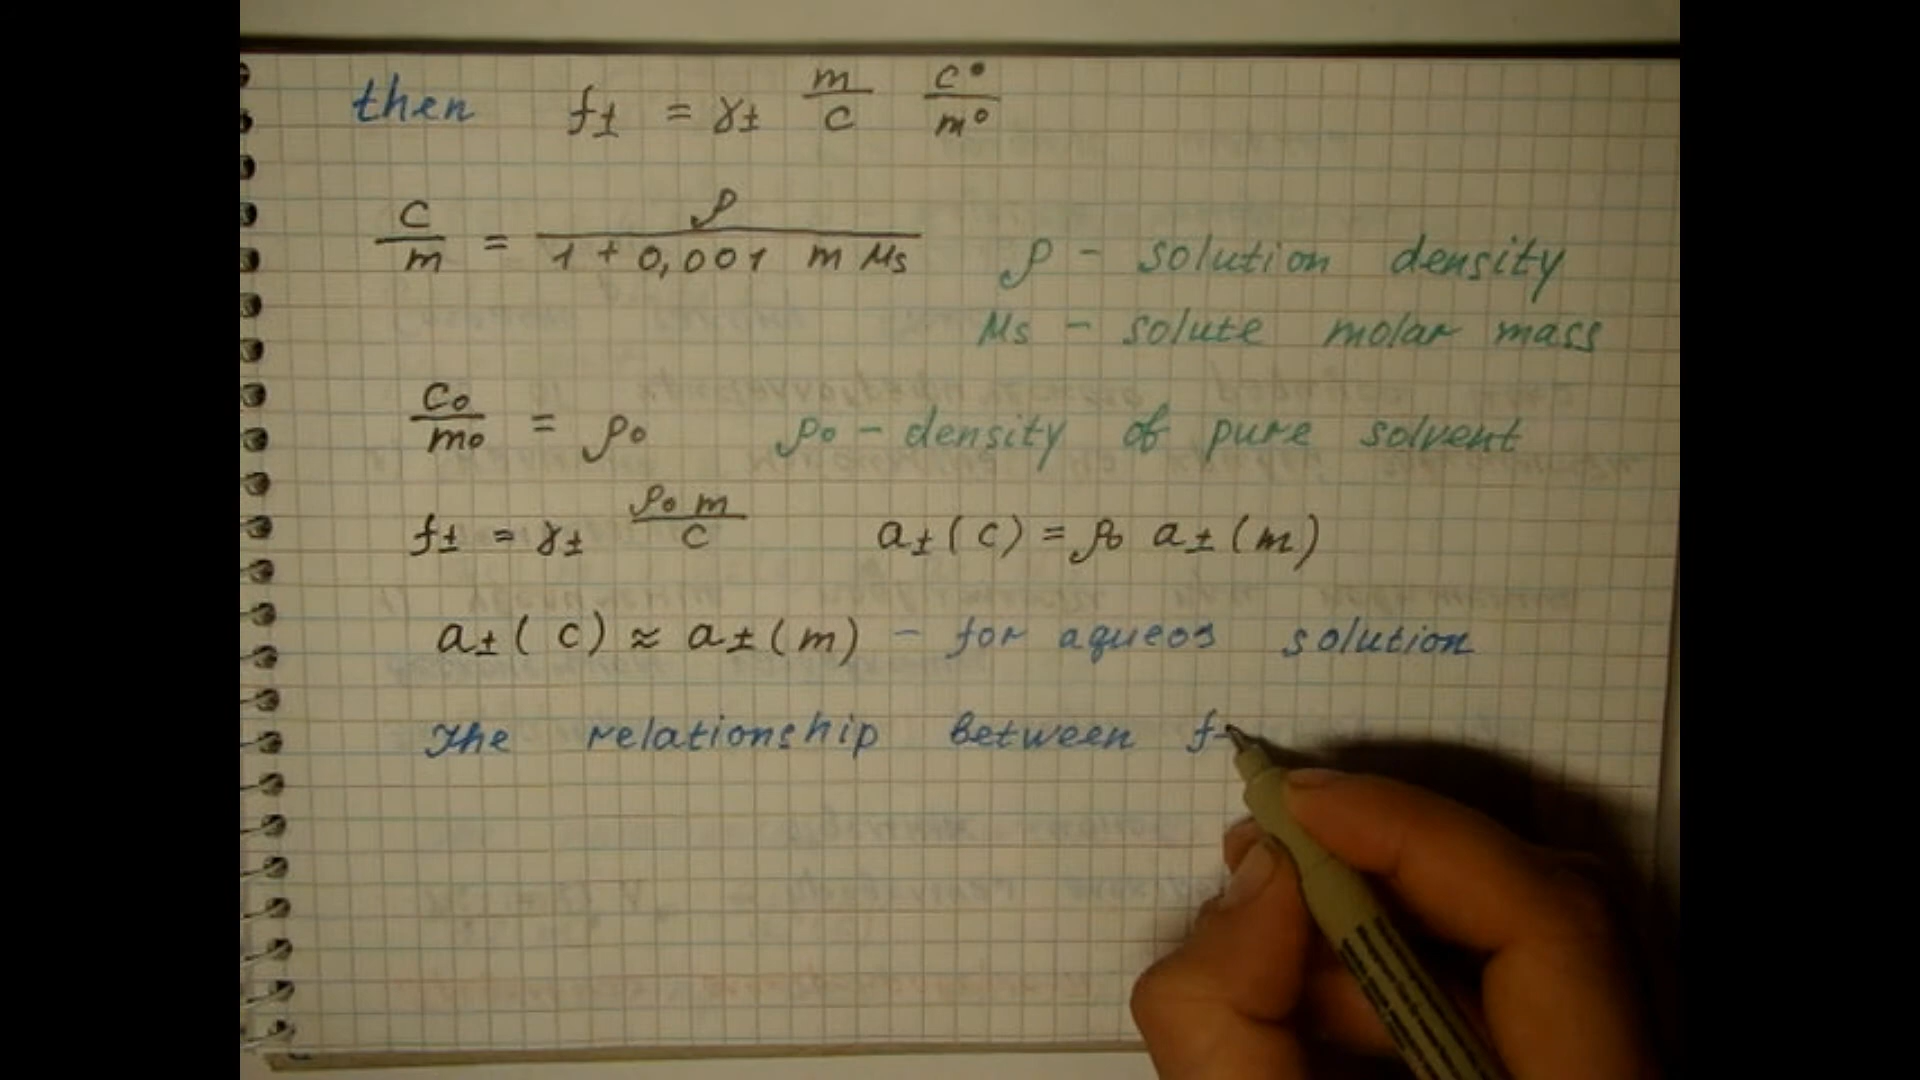 then f± = γ± m/c c°/m°
c/m = ρ/(1 + 0,001 m Ms) ρ - solution density
Ms - solute molar mass
c₀/m₀ = ρ₀ ρ₀ - density of pure solvent
f± = γ± ρ₀ m/c a±(c) = ρ₀ a±(m)
a±(c) ≈ a±(m) - for aqueos solution
The relationship between f